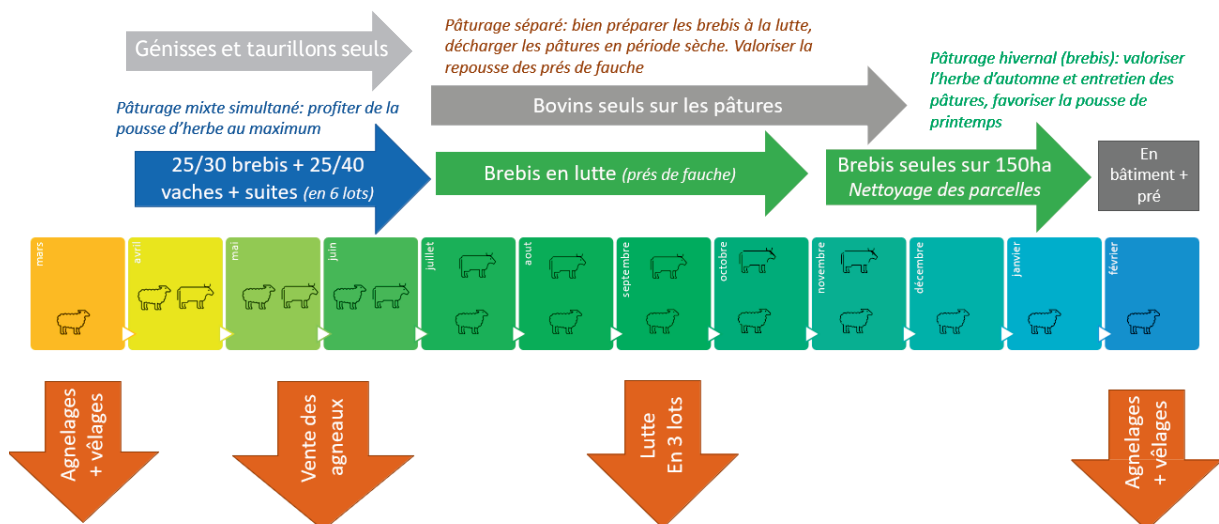 Génisses et taurillons seuls
Pâturage séparé: bien préparer les brebis à la lutte,
décharger les pâtures en période sèche. Valoriser la
repousse des prés de fauche
Pâturage hivernal (brebis): valoriser
l'herbe d'automne et entretien des
pâtures, favoriser la pousse de
printemps
Bovins seuls sur les pâtures
Pâturage mixte simultané: profiter de la
pousse d'herbe au maximum
25/30 brebis + 25/40
vaches + suites (en 6 lots)
Brebis en lutte (prés de fauche)
Brebis seules sur 150ha
Nettoyage des parcelles
En
bâtiment +
pré
mars
avril
mai
juin
juillet
aout
septembre
octobre
novembre
décembre
janvier
février
Agnelages
+ vêlages
Vente des
agneaux
Lutte
En 3 lots
Agnelages
+ vêlages